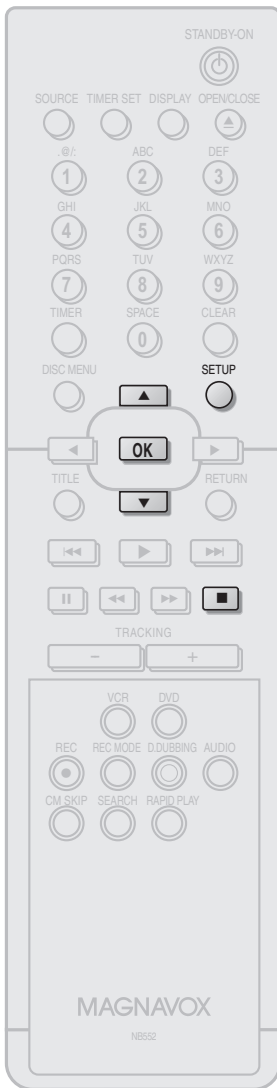 STANDBY-ON
SOURCE TIMER SET DISPLAY OPEN/CLOSE
.@/: ABC DEF
1 2 3
GHI JKL MNO
4 5 6
PQRS TUV WXYZ
7 8 9
TIMER SPACE CLEAR
0
DISC MENU SETUP
OK
TITLE RETURN
TRACKING
– +
VCR DVD
REC REC MODE D.DUBBING AUDIO
CM SKIP SEARCH RAPID PLAY
MAGNAVOX
NB552